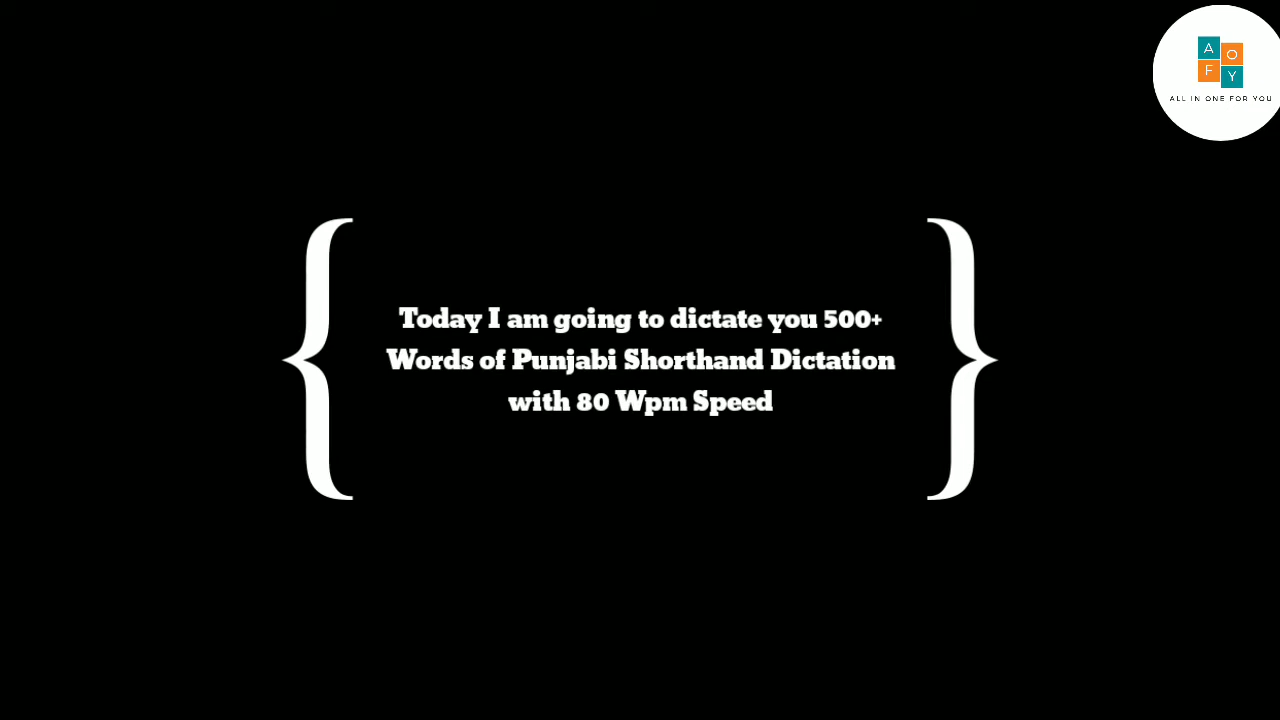 A
O
F
Y
ALL IN ONE FOR YOU
Today I am going to dictate you 500+
Words of Punjabi Shorthand Dictation
with 80 Wpm Speed